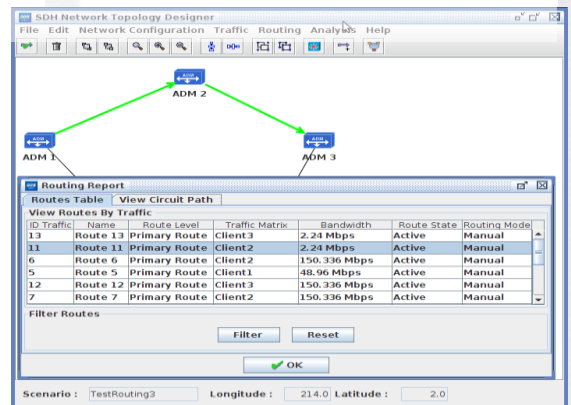 SDH Network Topology Designer
File Edit Network Configuration Traffic Routing Analysis Help
ADM 2
ADM 1
ADM 3
Routing Report
Routes Table View Circuit Path
View Routes By Traffic
ID Traffic Name Route Level Traffic Matrix Bandwidth Route State Routing Mode
13 Route 13 Primary Route Client3 2.24 Mbps Active Manual
11 Route 11 Primary Route Client2 2.24 Mbps Active Manual
6 Route 6 Primary Route Client2 150.336 Mbps Active Manual
5 Route 5 Primary Route Client1 48.96 Mbps Active Manual
12 Route 12 Primary Route Client3 150.336 Mbps Active Manual
7 Route 7 Primary Route Client2 150.336 Mbps Active Manual
Filter Routes
Filter Reset
OK
Scenario : TestRouting3 Longitude : 214.0 Latitude : 2.0